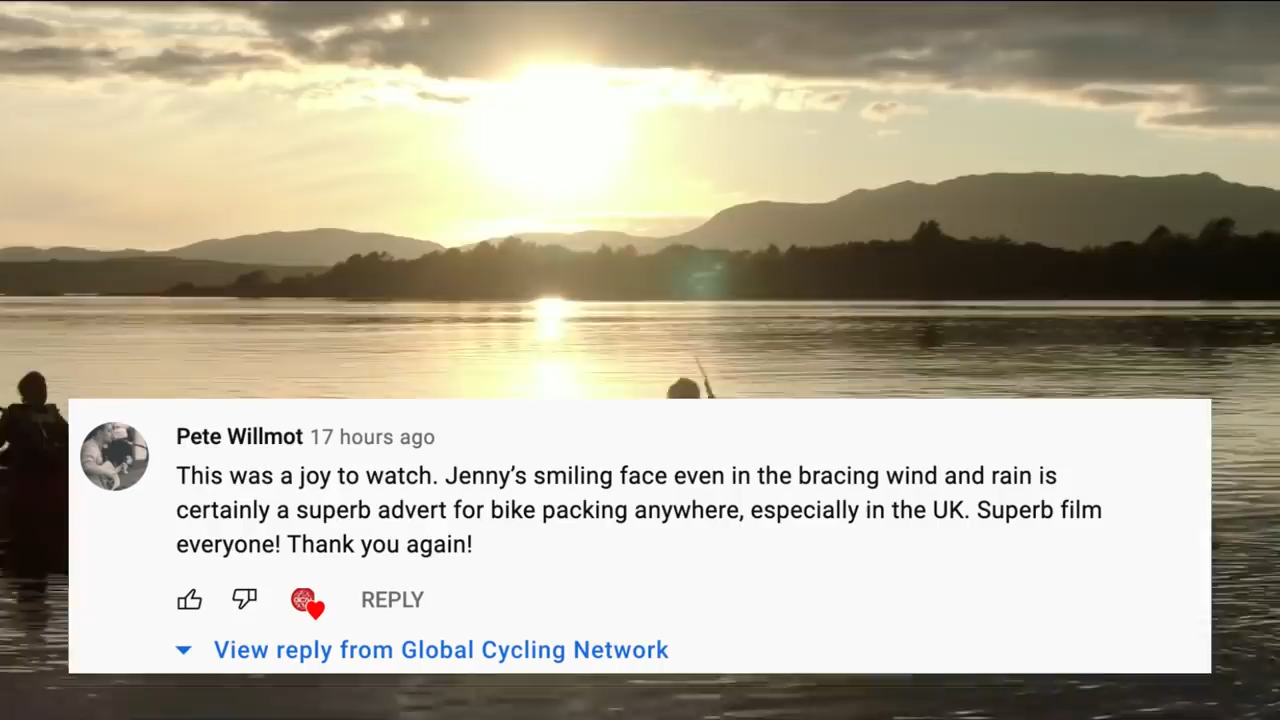 Pete Willmot 17 hours ago
This was a joy to watch. Jenny’s smiling face even in the bracing wind and rain is
certainly a superb advert for bike packing anywhere, especially in the UK. Superb film
everyone! Thank you again!
REPLY
View reply from Global Cycling Network